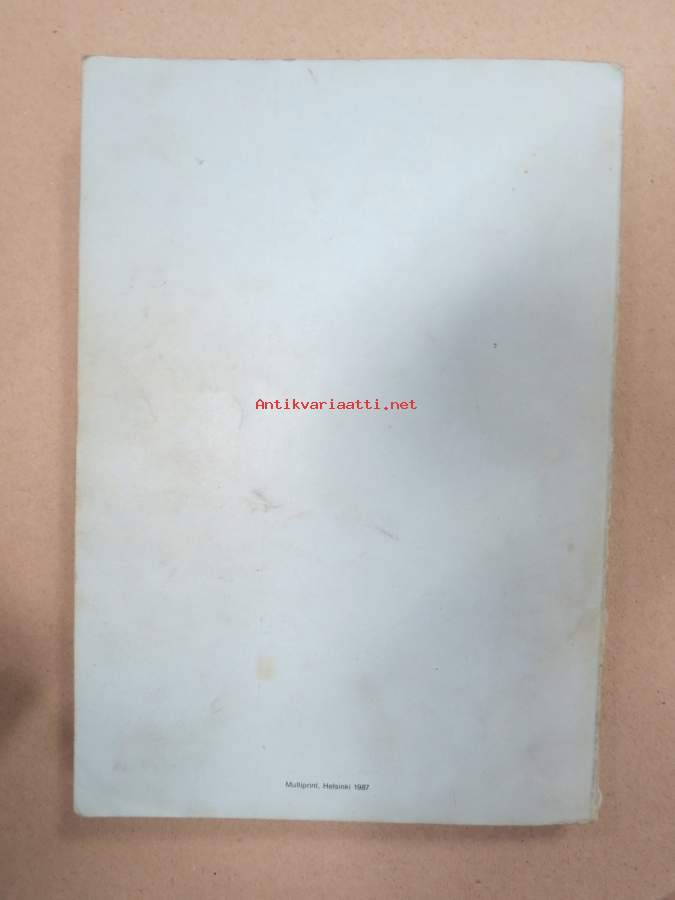 Antikvariaatti.net
Multiprint, Helsinki 1987